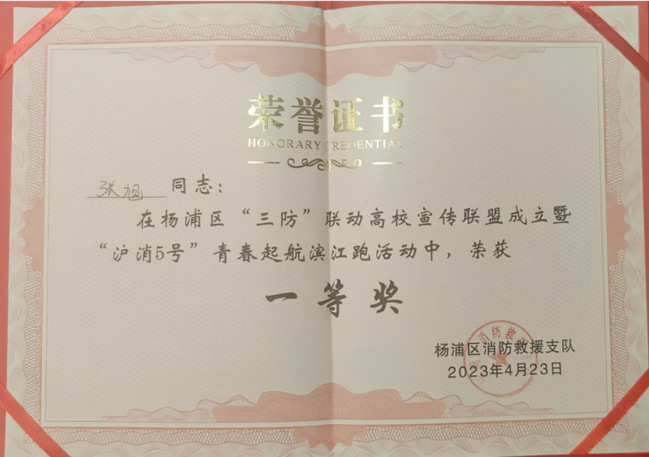 荣誉证书
HONORARY CREDENTIAL
张旭 同志：
在杨浦区“三防”联动高校宣传联盟成立暨
“沪消5号”青春起航滨江跑活动中，荣获
一等奖
杨浦区消防救援支队
2023年4月23日